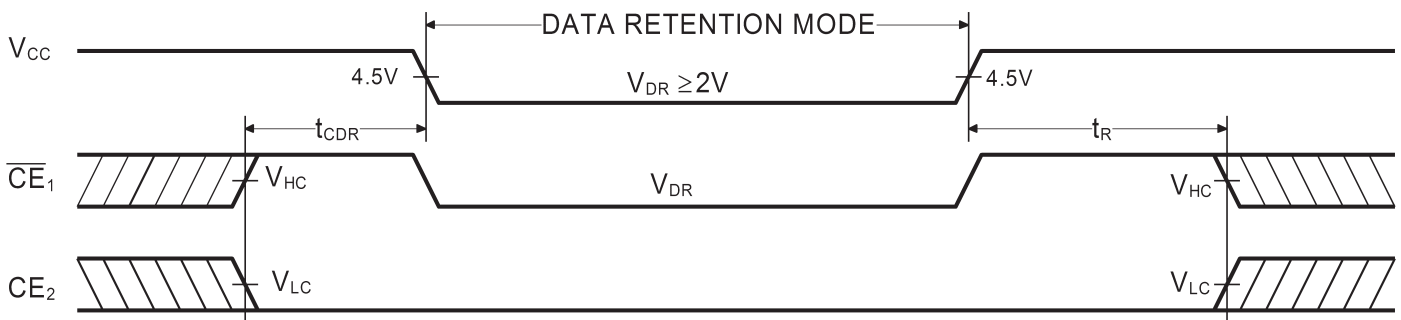 DATA RETENTION MODE
VCC
4.5V
VDR ≥2V
4.5V
tCDR
tR
CE1
VHC
VDR
VHC
CE2
VLC
VLC